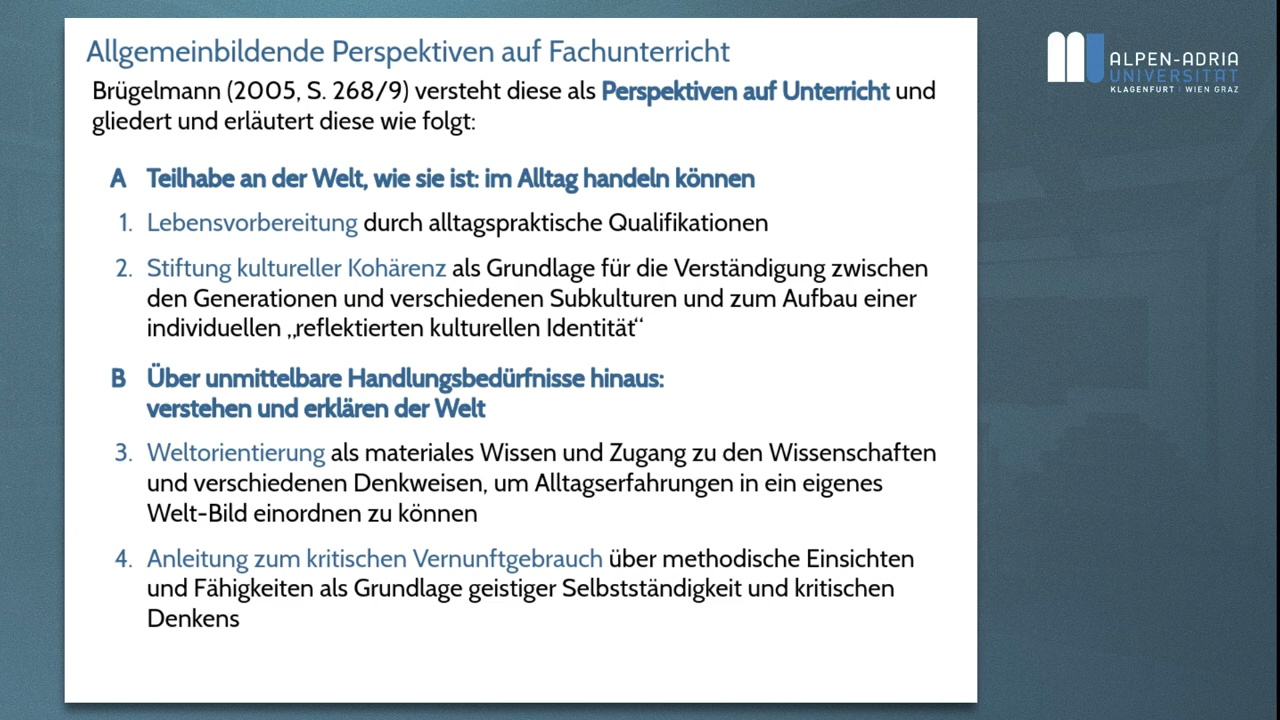 Allgemeinbildende Perspektiven auf Fachunterricht
Brügelmann (2005, S. 268/9) versteht diese als Perspektiven auf Unterricht und
gliedert und erläutert diese wie folgt:
A Teilhabe an der Welt, wie sie ist: im Alltag handeln können
1. Lebensvorbereitung durch alltagspraktische Qualifikationen
2. Stiftung kultureller Kohärenz als Grundlage für die Verständigung zwischen
den Generationen und verschiedenen Subkulturen und zum Aufbau einer
individuellen „reflektierten kulturellen Identität“
B Über unmittelbare Handlungsbedürfnisse hinaus:
verstehen und erklären der Welt
3. Weltorientierung als materiales Wissen und Zugang zu den Wissenschaften
und verschiedenen Denkweisen, um Alltagserfahrungen in ein eigenes
Welt-Bild einordnen zu können
4. Anleitung zum kritischen Vernunftgebrauch über methodische Einsichten
und Fähigkeiten als Grundlage geistiger Selbstständigkeit und kritischen
Denkens
ALPEN-ADRIA
UNIVERSITÄT
KLAGENFURT | WIEN GRAZ